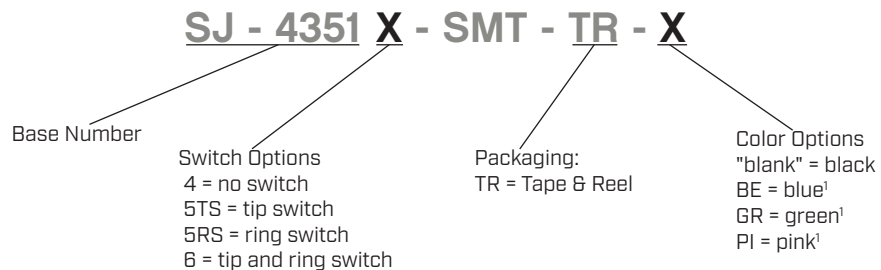 SJ - 4351 X - SMT - TR - X
Base Number
Switch Options
4 = no switch
5TS = tip switch
5RS = ring switch
6 = tip and ring switch
Packaging:
TR = Tape & Reel
Color Options
"blank" = black
BE = blue¹
GR = green¹
PI = pink¹